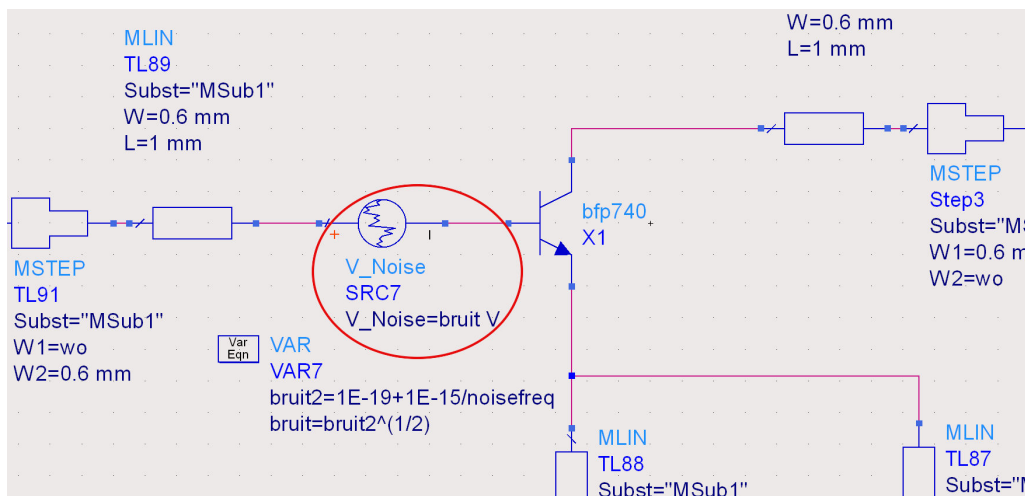 W=0.6 mm
L=1 mm
MLIN
TL89
Subst="MSub1"
W=0.6 mm
L=1 mm
MSTEP
TL91
Subst="MSub1"
W1=wo
W2=0.6 mm
+
V_Noise
SRC7
V_Noise=bruit V
Var
Eqn
VAR
VAR7
bruit2=1E-19+1E-15/noisefreq
bruit=bruit2^(1/2)
bfp740
X1
MSTEP
Step3
W1=0.6 m
W2=wo
MLIN
TL88
Subst="MSub1"
MLIN
TL87